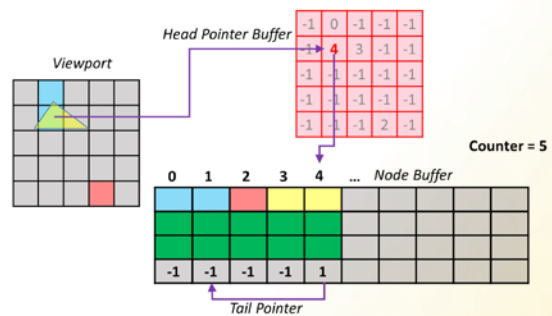 Head Pointer Buffer
Viewport
-1 0 -1 -1 -1
-1 4 3 -1 -1
-1 -1 -1 -1 -1
-1 -1 -1 -1 -1
-1 -1 -1 2 -1
Counter = 5
0 1 2 3 4 ... Node Buffer
-1 -1 -1 -1 1
Tail Pointer